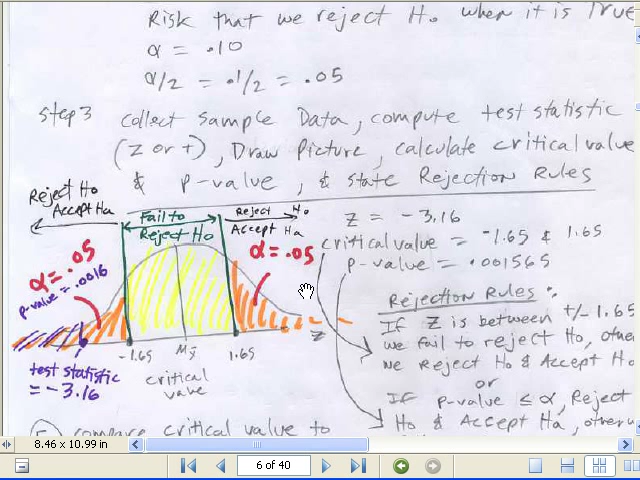 Risk that we reject Ho when it is True
α = .10
α/2 = .1/2 = .05
Step 3 collect Sample Data, compute test statistic
(z or t), Draw Picture, calculate critical value
& p-value, & state Rejection Rules
Reject Ho
Accept Ha
Fail to
Reject Ho
Reject Ho
Accept Ha
α = .05
p-value = .0016
α = .05
-1.65
Mȳ
1.65
z
test statistic
= -3.16
critical
value
z = -3.16
critical value = -1.65 & 1.65
p-value = .001565
Rejection Rules:
If Z is between +/- 1.65
we fail to reject Ho,
we Reject Ho & Accept Ha
or
If p-value ≤ α, Reject
Ho & Accept Ha,
compare critical value to
8.46 x 10.99 in
6 of 40